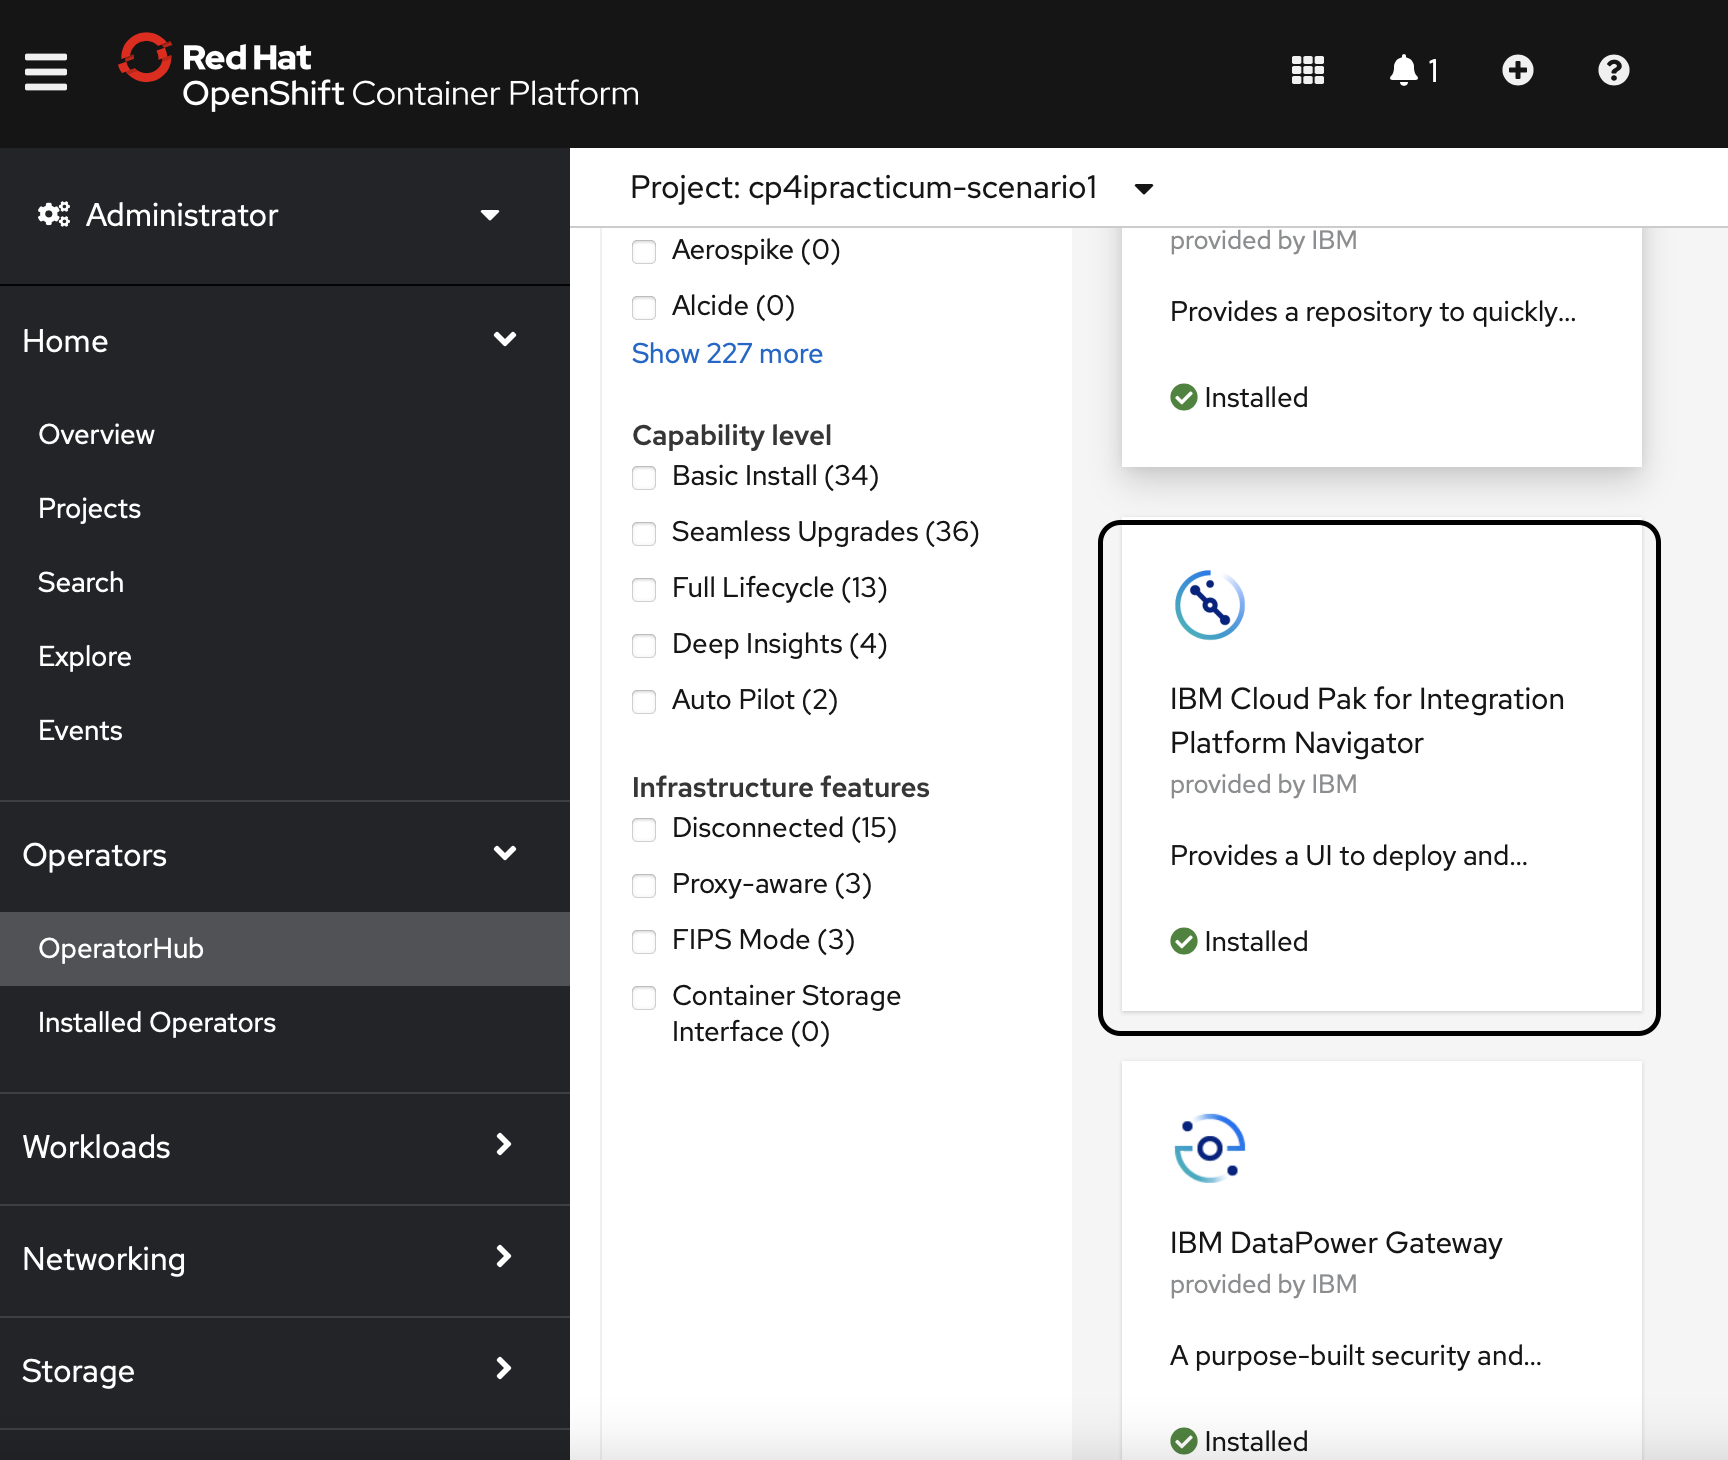 Red Hat
OpenShift Container Platform
1
Administrator
Home
Overview
Projects
Search
Explore
Events
Operators
OperatorHub
Installed Operators
Workloads
Networking
Storage
Project: cp4ipracticum-scenario1
Aerospike (0)
Alcide (0)
Show 227 more
Capability level
Basic Install (34)
Seamless Upgrades (36)
Full Lifecycle (13)
Deep Insights (4)
Auto Pilot (2)
Infrastructure features
Disconnected (15)
Proxy-aware (3)
FIPS Mode (3)
Container Storage
Interface (0)
provided by IBM
Provides a repository to quickly...
Installed
IBM Cloud Pak for Integration
Platform Navigator
provided by IBM
Provides a UI to deploy and...
Installed
IBM DataPower Gateway
provided by IBM
A purpose-built security and...
Installed